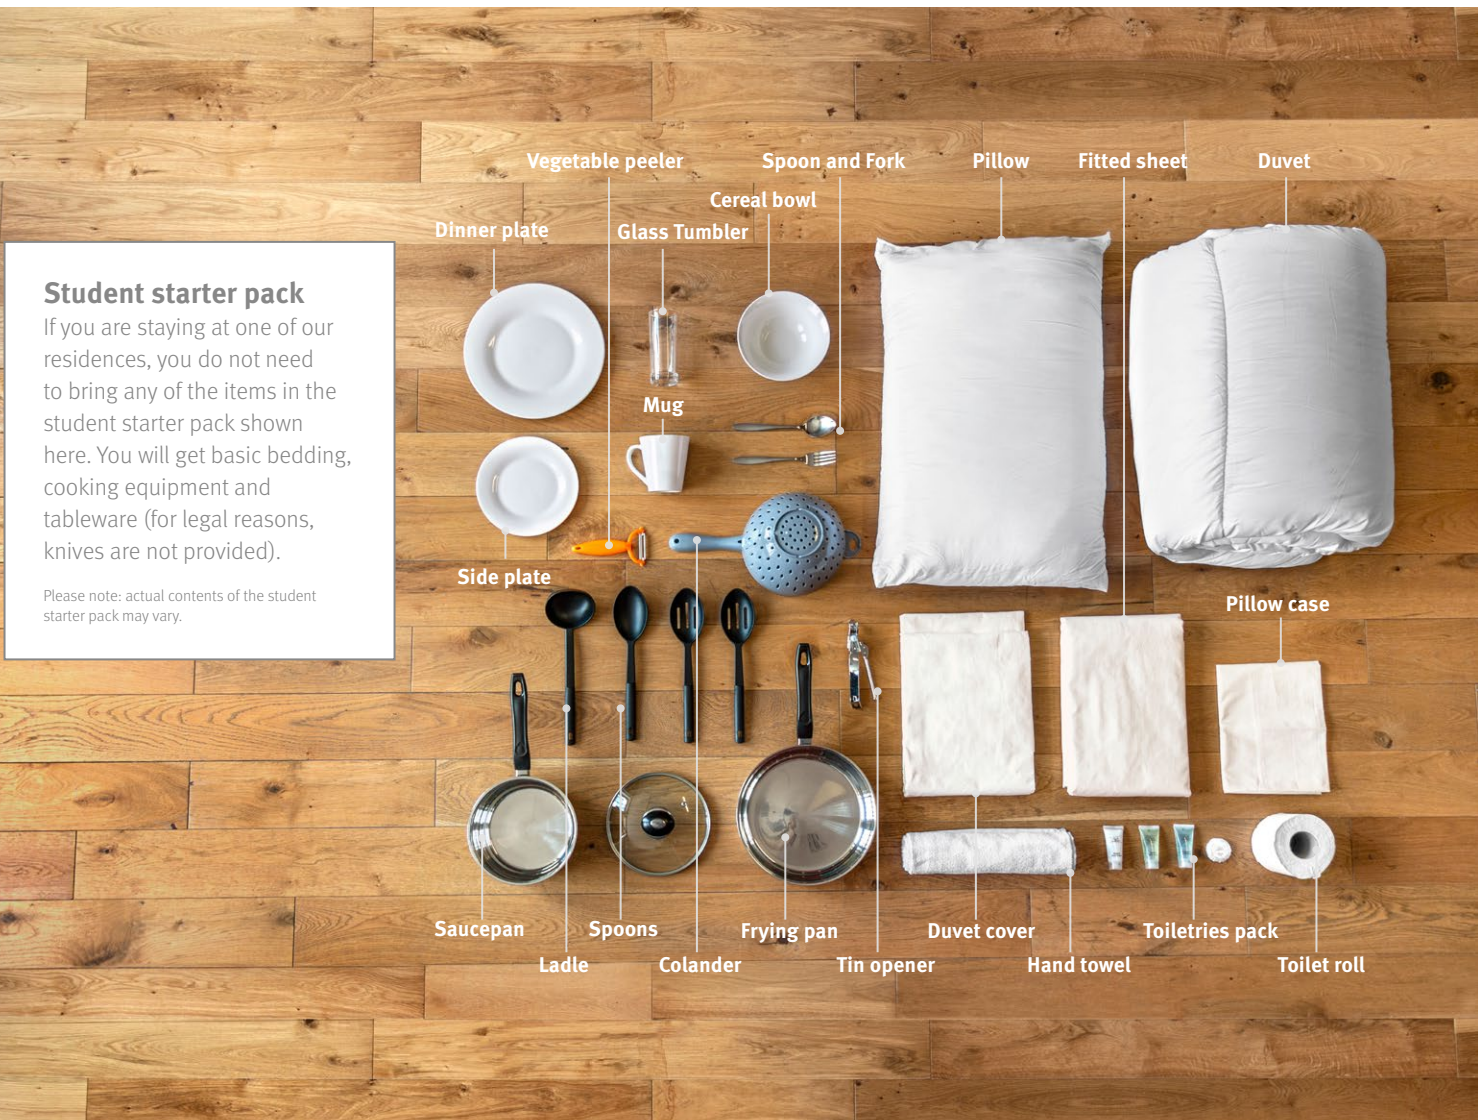 Vegetable peeler
Spoon and Fork
Pillow
Fitted sheet
Duvet
Cereal bowl
Dinner plate
Glass Tumbler
Student starter pack
If you are staying at one of our
residences, you do not need
to bring any of the items in the
student starter pack shown
here. You will get basic bedding,
cooking equipment and
tableware (for legal reasons,
knives are not provided).
Please note: actual contents of the student
starter pack may vary.
Mug
Side plate
Pillow case
Saucepan
Spoons
Frying pan
Duvet cover
Toiletries pack
Ladle
Colander
Tin opener
Hand towel
Toilet roll